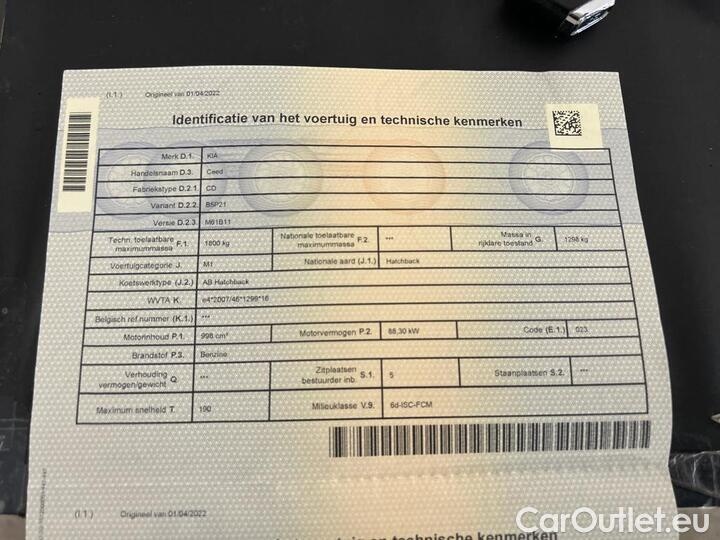 (I.1.) Origineel van 01/04/2022
Identificatie van het voertuig en technische kenmerken
Merk D.1. KIA
Handelsnaam D.3. Ceed
Fabriekstype D.2.1. CD
Variant D.2.2. B5P21
Versie D.2.3. M61B11
Techn. toelaatbare maximummassa F.1. 1800 kg Nationale toelaatbare maximummassa F.2. *** Massa in rijklare toestand G. 1298 kg
Voertuigcategorie J. M1 Nationale aard (J.1.) Hatchback
Koetswerktype (J.2.) AB Hatchback
WVTA K. e4*2007/46*1299*16
Belgisch ref.nummer (K.1.) ***
Motorinhoud P.1. 998 cm³ Motorvermogen P.2. 88,30 kW Code (E.1.) 023
Brandstof P.3. Benzine
Verhouding vermogen/gewicht Q. *** Zitplaatsen bestuurder inb. S.1. 5 Staanplaatsen S.2. ***
Maximum snelheid T. 190 Milieuklasse V.9. 6d-ISC-FCM
(I.1.) Origineel van 01/04/2022
en technische kenmerken
CarOutlet.eu